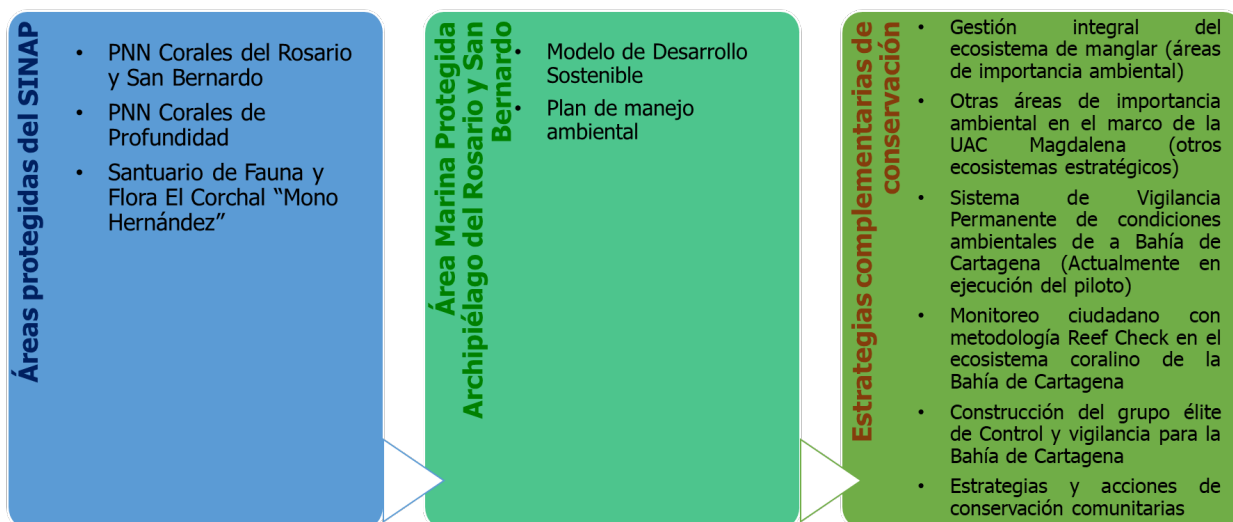 Áreas protegidas del SINAP
• PNN Corales del Rosario
y San Bernardo
• PNN Corales de
Profundidad
• Santuario de Fauna y
Flora El Corchal “Mono
Hernández”
Área Marina Protegida
Archipiélago del Rosario y San
Bernardo
• Modelo de Desarrollo
Sostenible
• Plan de manejo
ambiental
Estrategias complementarias de
conservación
• Gestión integral del
ecosistema de manglar (áreas
de importancia ambiental)
• Otras áreas de importancia
ambiental en el marco de la
UAC Magdalena (otros
ecosistemas estratégicos)
• Sistema de Vigilancia
Permanente de condiciones
ambientales de a Bahía de
Cartagena (Actualmente en
ejecución del piloto)
• Monitoreo ciudadano con
metodología Reef Check en el
ecosistema coralino de la
Bahía de Cartagena
• Construcción del grupo élite
de Control y vigilancia para la
Bahía de Cartagena
• Estrategias y acciones de
conservación comunitarias